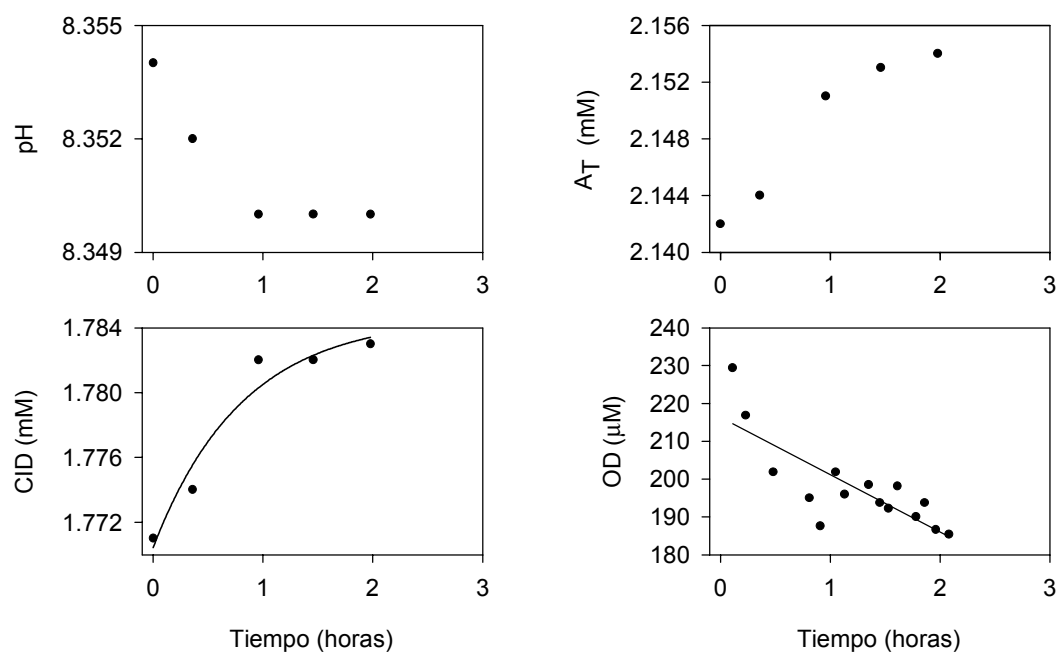 8.355
8.352
8.349
pH
0 1 2 3
2.156
2.152
2.148
2.144
2.140
AT (mM)
0 1 2 3
1.784
1.780
1.776
1.772
CID (mM)
0 1 2 3
Tiempo (horas)
240
230
220
210
200
190
180
OD (µM)
0 1 2 3
Tiempo (horas)